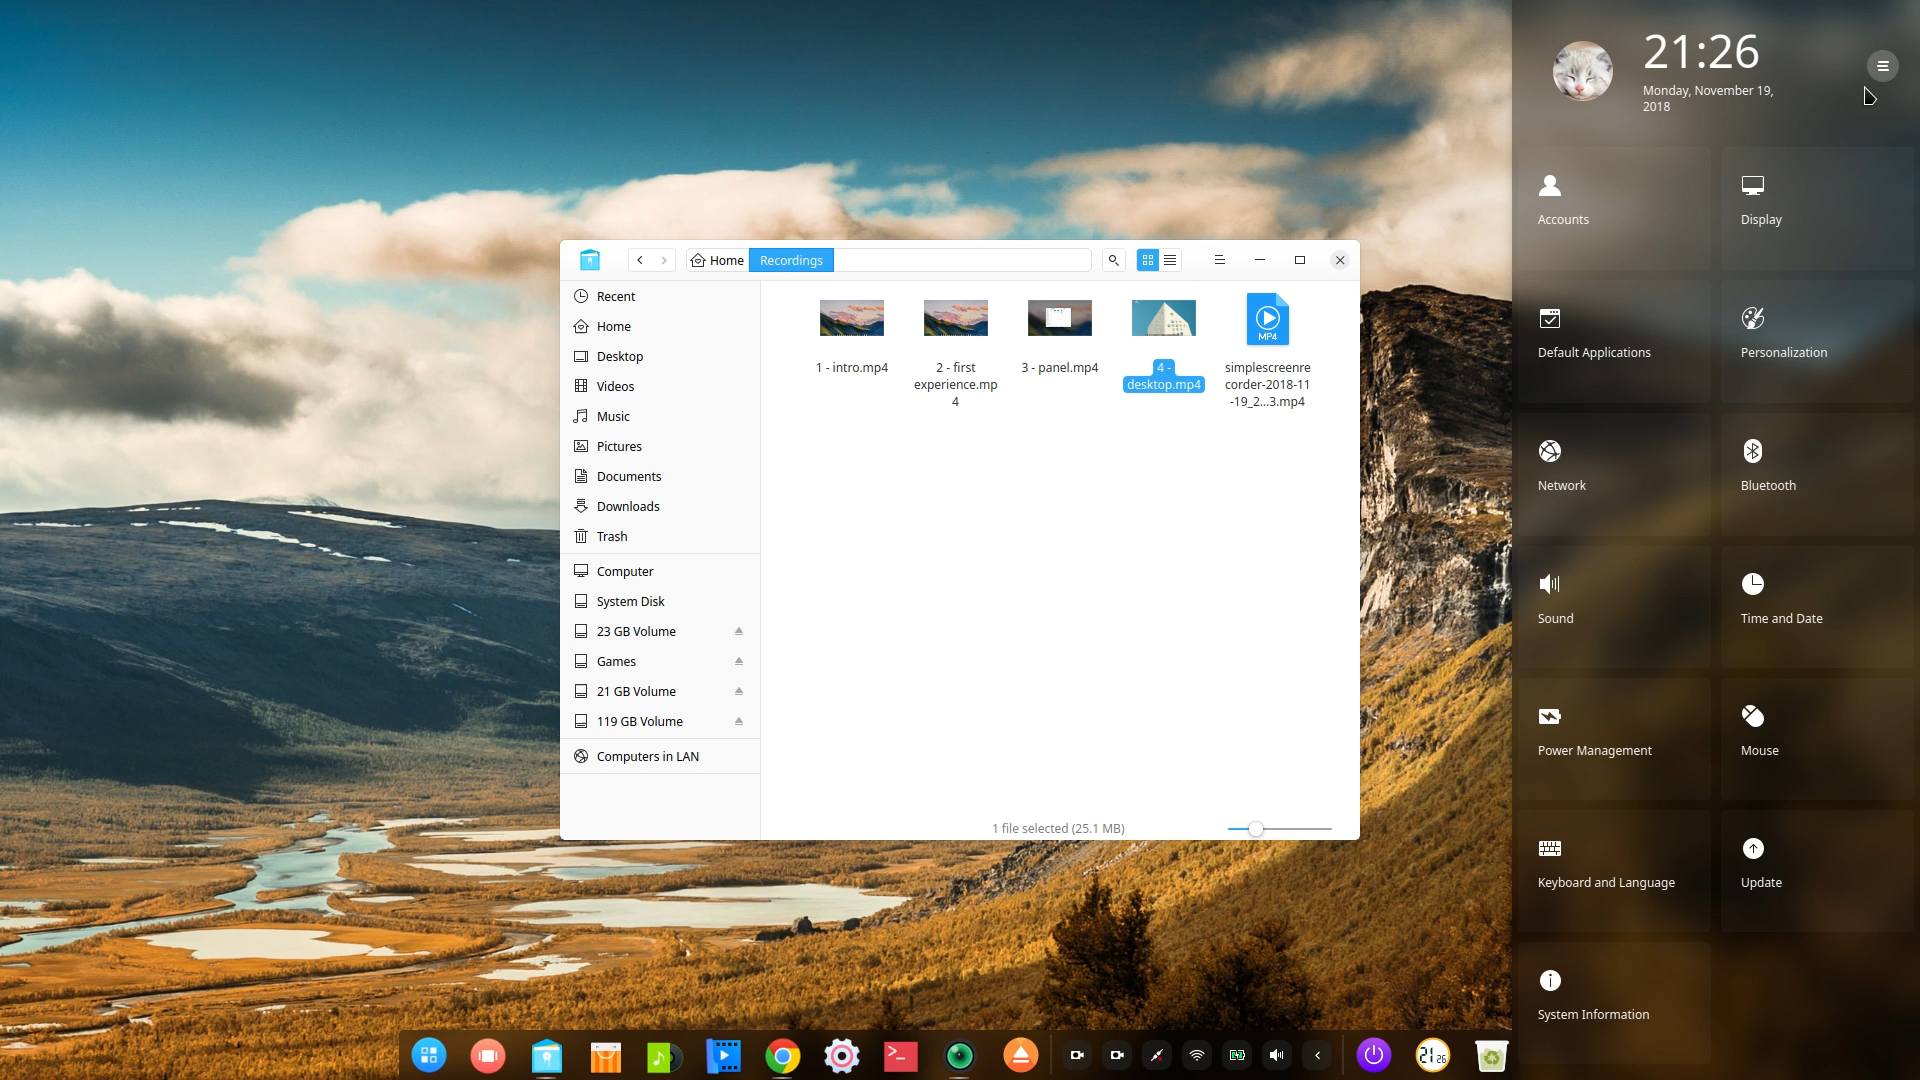 21:26
Monday, November 19,
2018
Home
Recordings
Recent
Home
Desktop
Videos
Music
Pictures
Documents
Downloads
Trash
Computer
System Disk
23 GB Volume
Games
21 GB Volume
119 GB Volume
Computers in LAN
1 - intro.mp4
2 - first
experience.mp
4
3 - panel.mp4
4 -
desktop.mp4
MP4
simplescreenre
corder-2018-11
-19_2...3.mp4
1 file selected (25.1 MB)
Accounts
Display
Default Applications
Personalization
Network
Bluetooth
Sound
Time and Date
Power Management
Mouse
Keyboard and Language
Update
System Information
21 26